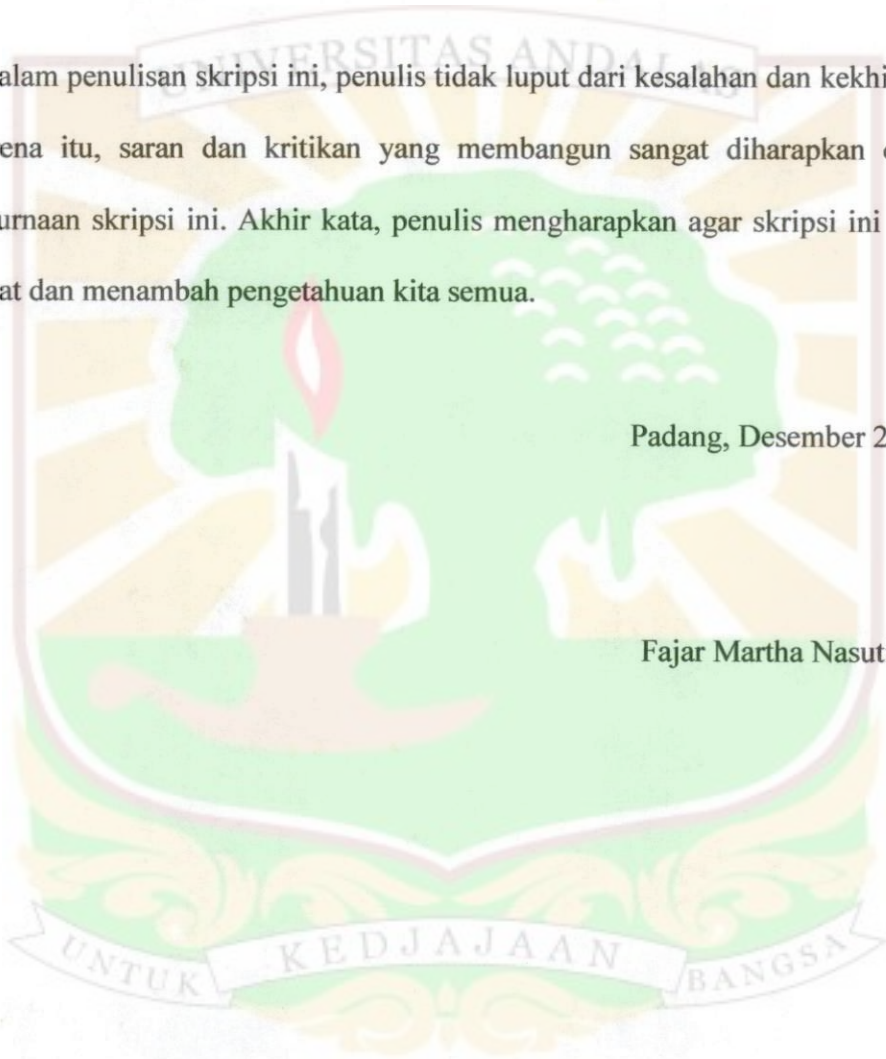 UNIVERSITAS ANDALAS
alam penulisan skripsi ini, penulis tidak luput dari kesalahan dan kekhi
ena itu, saran dan kritikan yang membangun sangat diharapkan
urnaan skripsi ini. Akhir kata, penulis mengharapkan agar skripsi ini
at dan menambah pengetahuan kita semua.
Padang, Desember 2
Fajar Martha Nasut
UNTUK KEDJAJAAN BANGSA